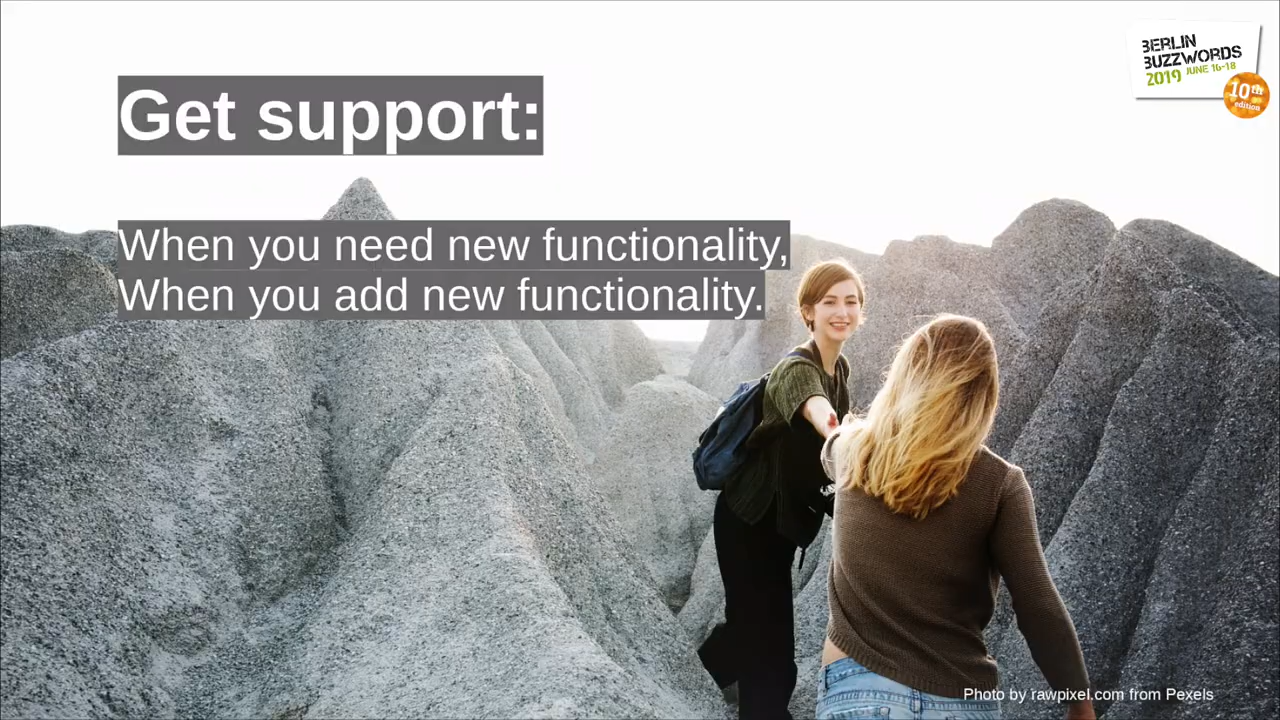 BERLIN
BUZZWORDS
2019 JUNE 16-18
10th
edition
Get support:
When you need new functionality,
When you add new functionality.
Photo by rawpixel.com from Pexels